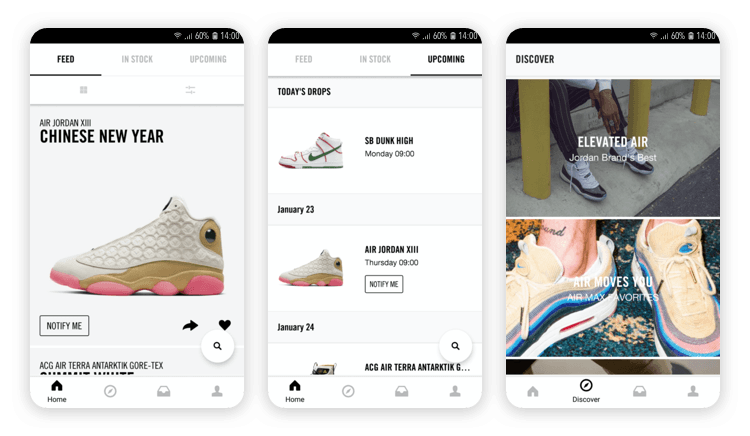 60% 14:00
FEED IN STOCK UPCOMING
AIR JORDAN XIII
CHINESE NEW YEAR
NOTIFY ME
ACG AIR TERRA ANTARKTIK GORE-TEX
SUMMIT WHITE
Home
60% 14:00
FEED IN STOCK UPCOMING
TODAY'S DROPS
SB DUNK HIGH
Monday 09:00
January 23
AIR JORDAN XIII
Thursday 09:00
NOTIFY ME
January 24
ACG AIR TERRA ANTARKTIK G...
Home
60% 14:00
DISCOVER
ELEVATED AIR
Jordan Brand's Best
AIR MOVES YOU
AIR MAX FAVORITES
Discover